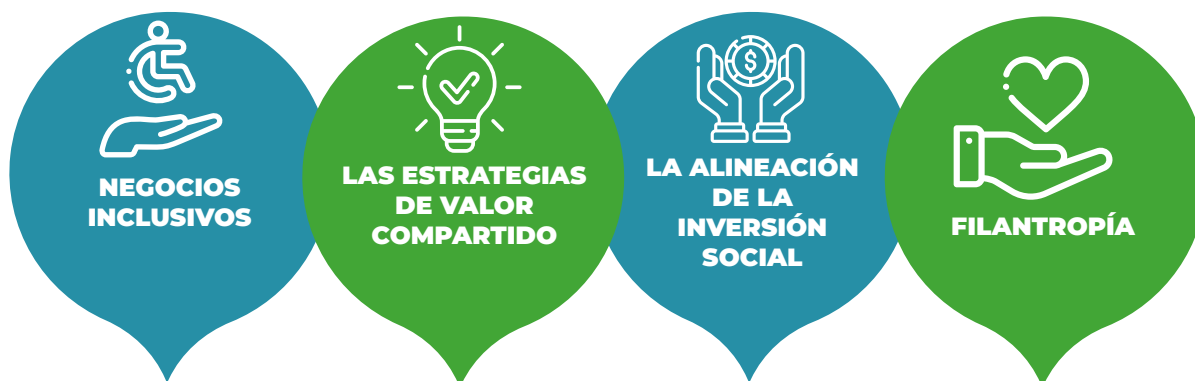 NEGOCIOS
INCLUSIVOS
LAS ESTRATEGIAS
DE VALOR
COMPARTIDO
LA ALINEACIÓN
DE LA
INVERSIÓN
SOCIAL
FILANTROPÍA